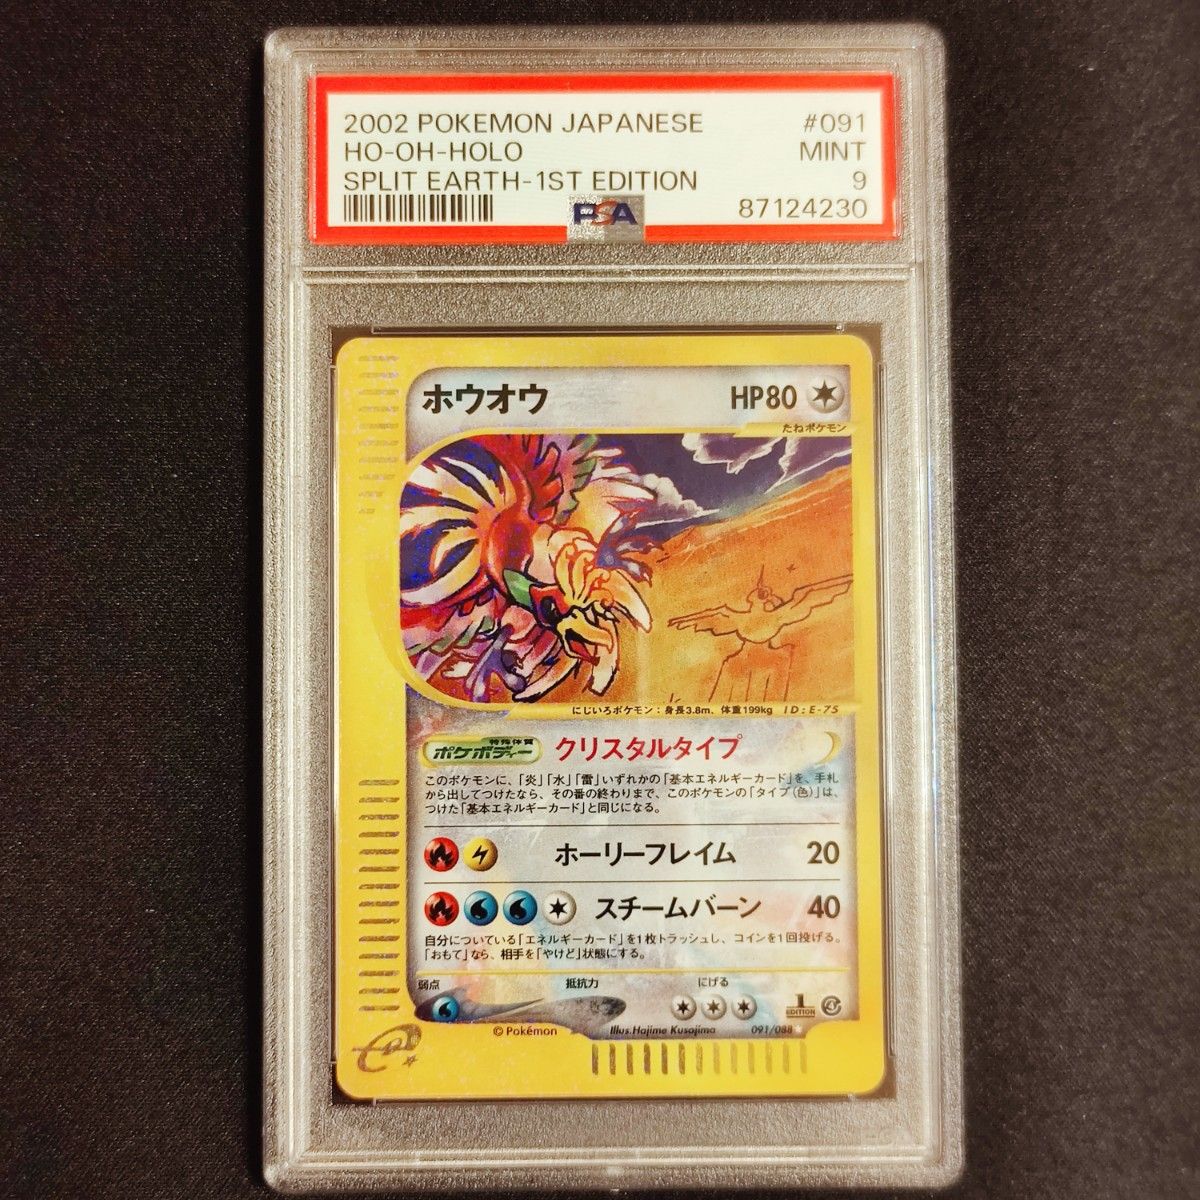 2002 POKEMON JAPANESE #091
HO-OH-HOLO MINT
SPLIT EARTH-1ST EDITION 9
PSA 87124230
ホウオウ HP80
たねポケモン
にじいろポケモン：身長3.8m、体重199kg ID:E-75
特殊体質
ポケボディー クリスタルタイプ
このポケモンに、「炎」「水」「雷」いずれかの「基本エネルギーカード」を、手札
から出してつけたなら、その番の終わりまで、このポケモンの「タイプ（色）」は、
つけた「基本エネルギーカード」と同じになる。
ホーリーフレイム 20
スチームバーン 40
自分についている「エネルギーカード」を1枚トラッシュし、コインを1回投げる。
「おもて」なら、相手を「やけど」状態にする。
弱点 抵抗力 にげる
1 EDITION
©Pokémon Illus.Hajime Kusajima 091/088
e